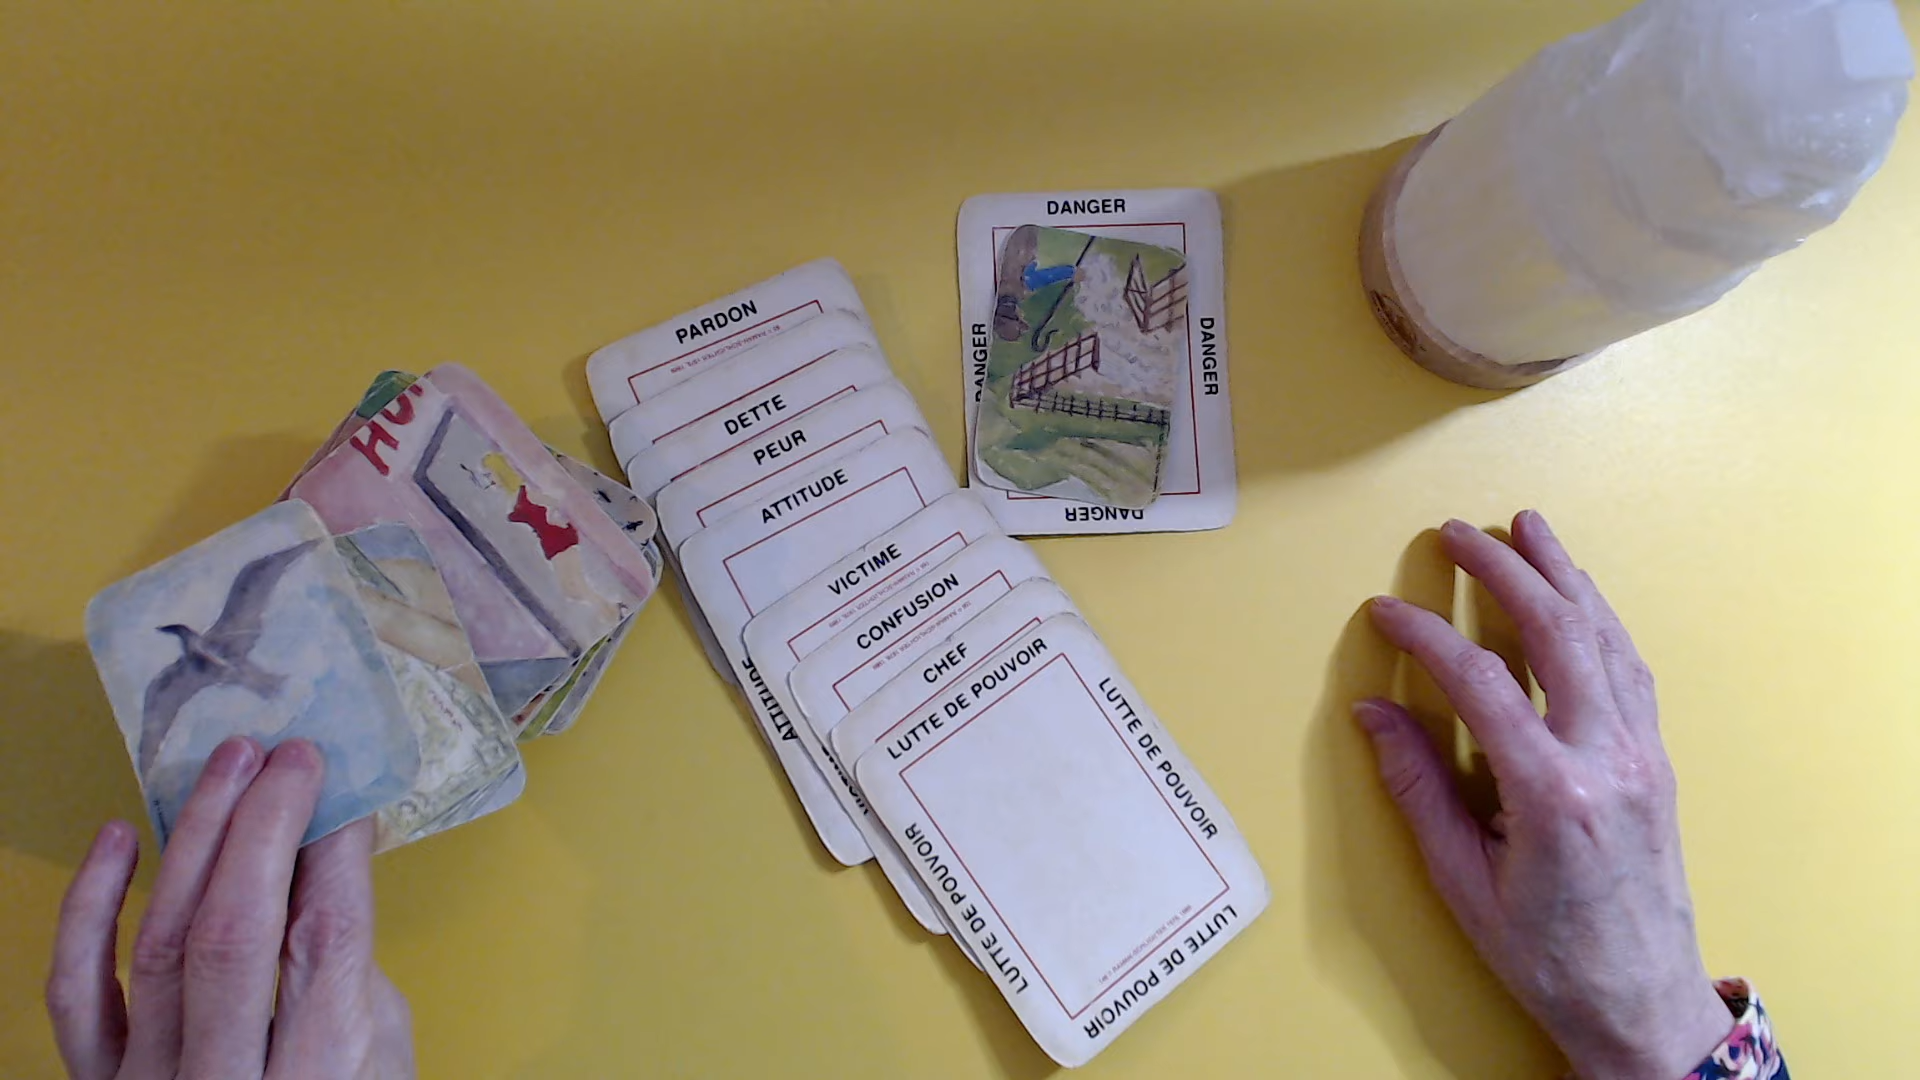 DANGER
DANGER
DANGER
DANGER
PARDON
DETTE
PEUR
ATTITUDE
ATTITUDE
VICTIME
CONFUSION
CHEF
LUTTE DE POUVOIR
LUTTE DE POUVOIR
LUTTE DE POUVOIR
LUTTE DE POUVOIR